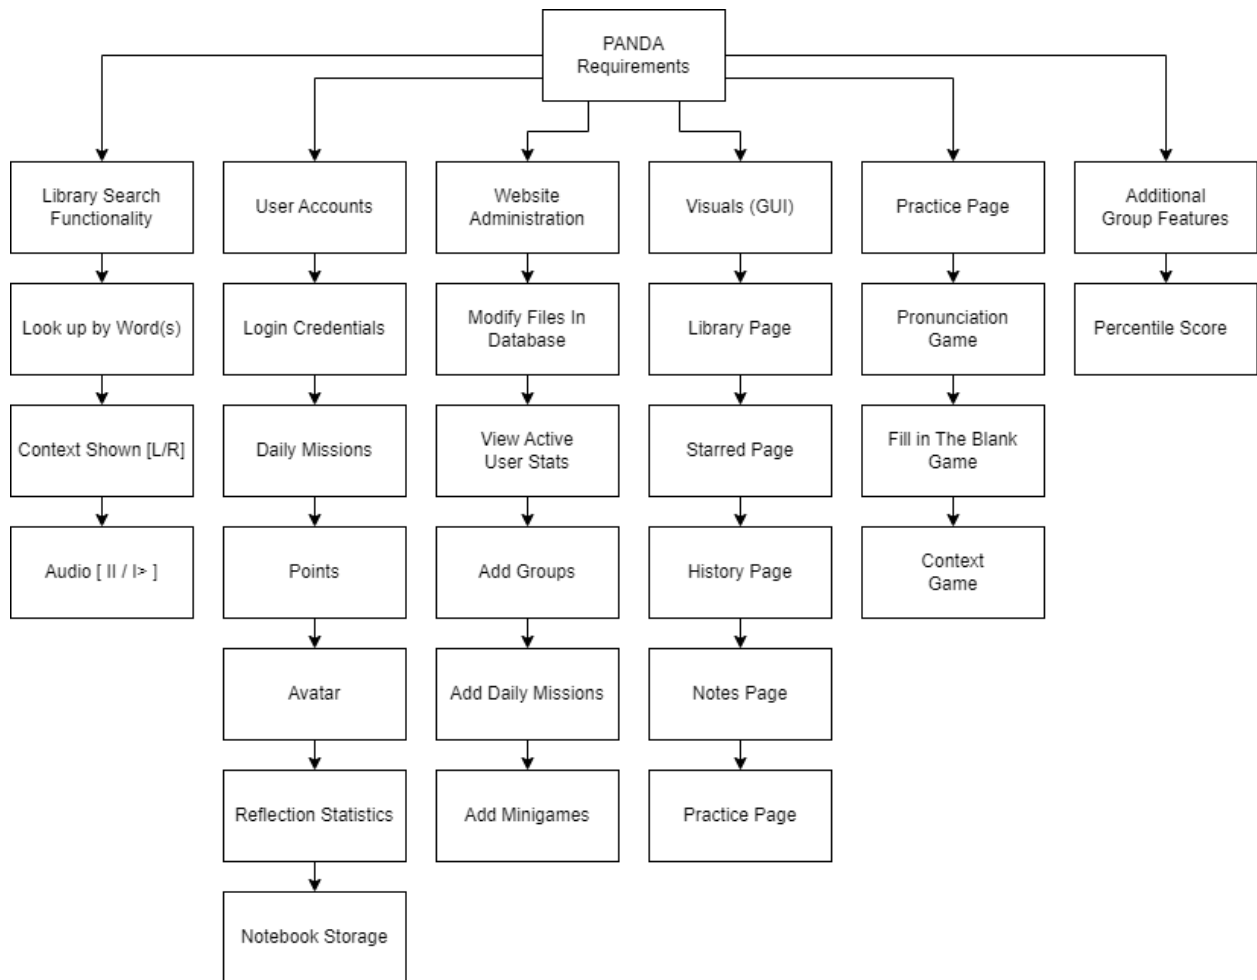 PANDA
Requirements
Library Search
Functionality
User Accounts
Website
Administration
Visuals (GUI)
Practice Page
Additional
Group Features
Look up by Word(s)
Login Credentials
Modify Files In
Database
Library Page
Pronunciation
Game
Percentile Score
Context Shown [L/R]
Daily Missions
View Active
User Stats
Starred Page
Fill in The Blank
Game
Audio [ II / I> ]
Points
Add Groups
History Page
Context
Game
Avatar
Add Daily Missions
Notes Page
Reflection Statistics
Add Minigames
Practice Page
Notebook Storage